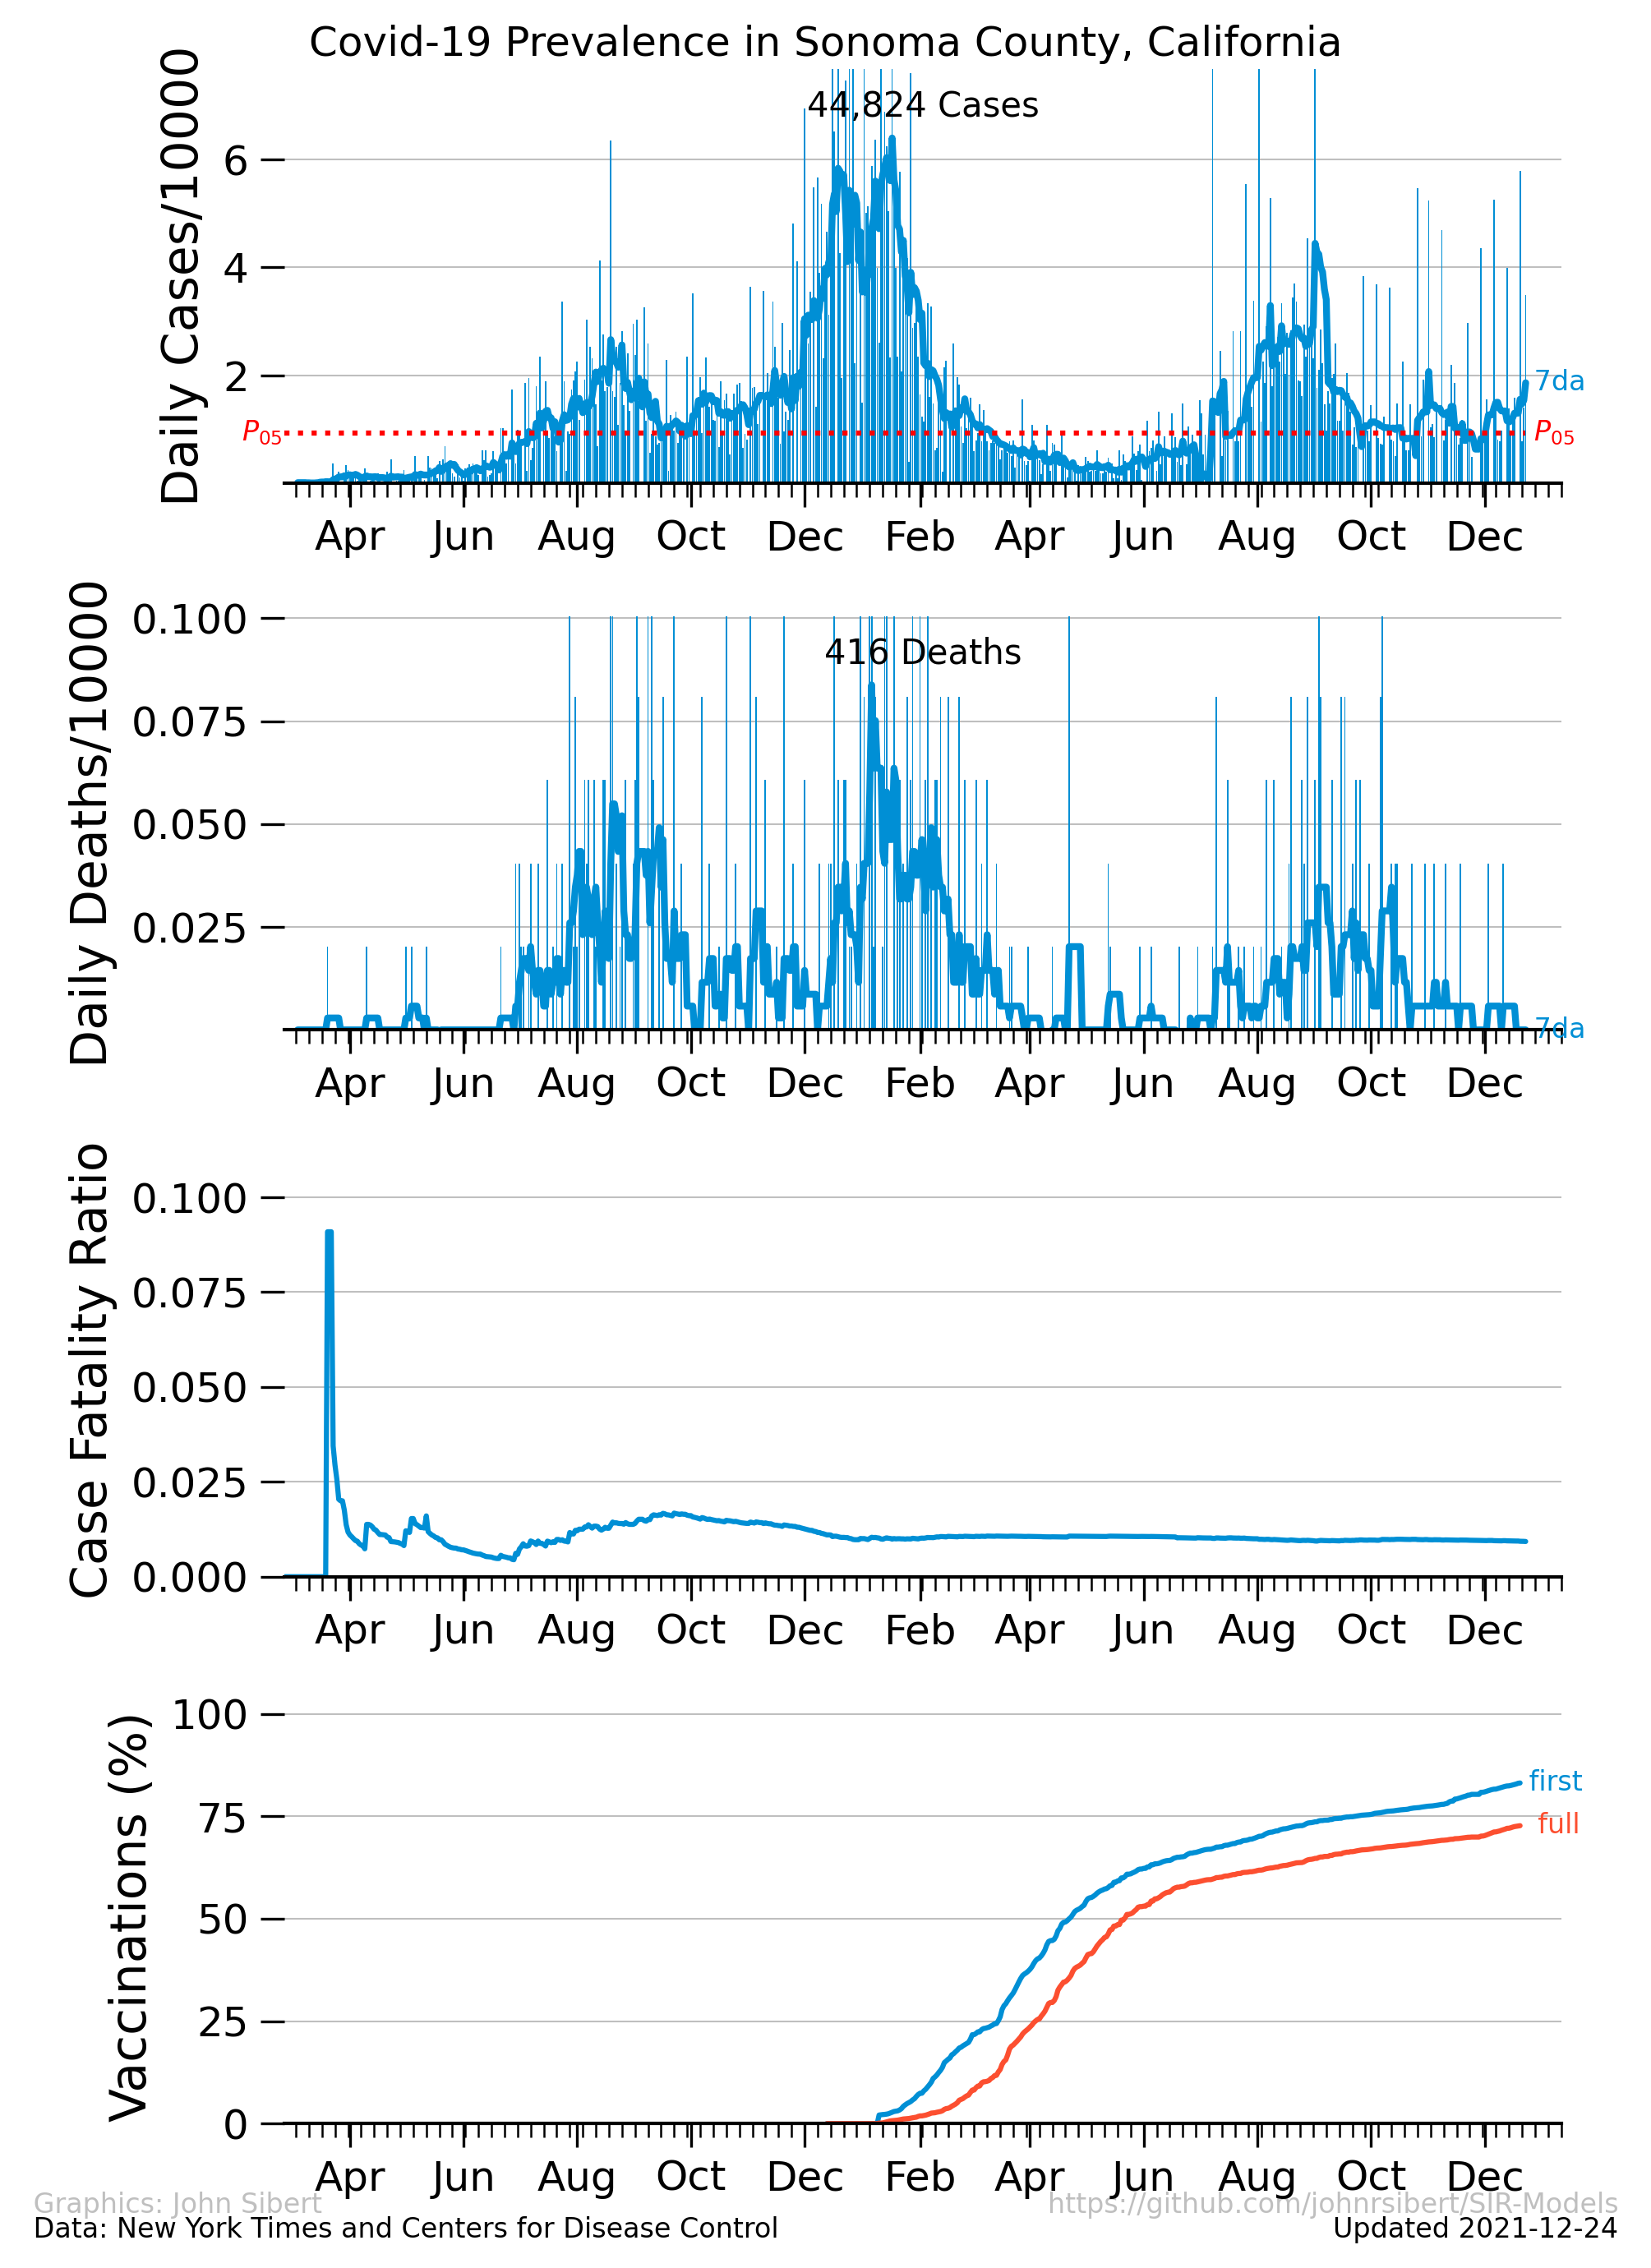 Covid-19 Prevalence in Sonoma County, California
Daily Cases/10000
44,824 Cases
6
4
2
7da
P05
P05
Apr Jun Aug Oct Dec Feb Apr Jun Aug Oct Dec
Daily Deaths/10000
0.100
416 Deaths
0.075
0.050
0.025
7da
Apr Jun Aug Oct Dec Feb Apr Jun Aug Oct Dec
Case Fatality Ratio
0.100
0.075
0.050
0.025
0.000
Apr Jun Aug Oct Dec Feb Apr Jun Aug Oct Dec
Vaccinations (%)
100
first
75
full
50
25
0
Apr Jun Aug Oct Dec Feb Apr Jun Aug Oct Dec
Graphics: John Sibert
https://github.com/johnrsibert/SIR-Models
Data: New York Times and Centers for Disease Control
Updated 2021-12-24